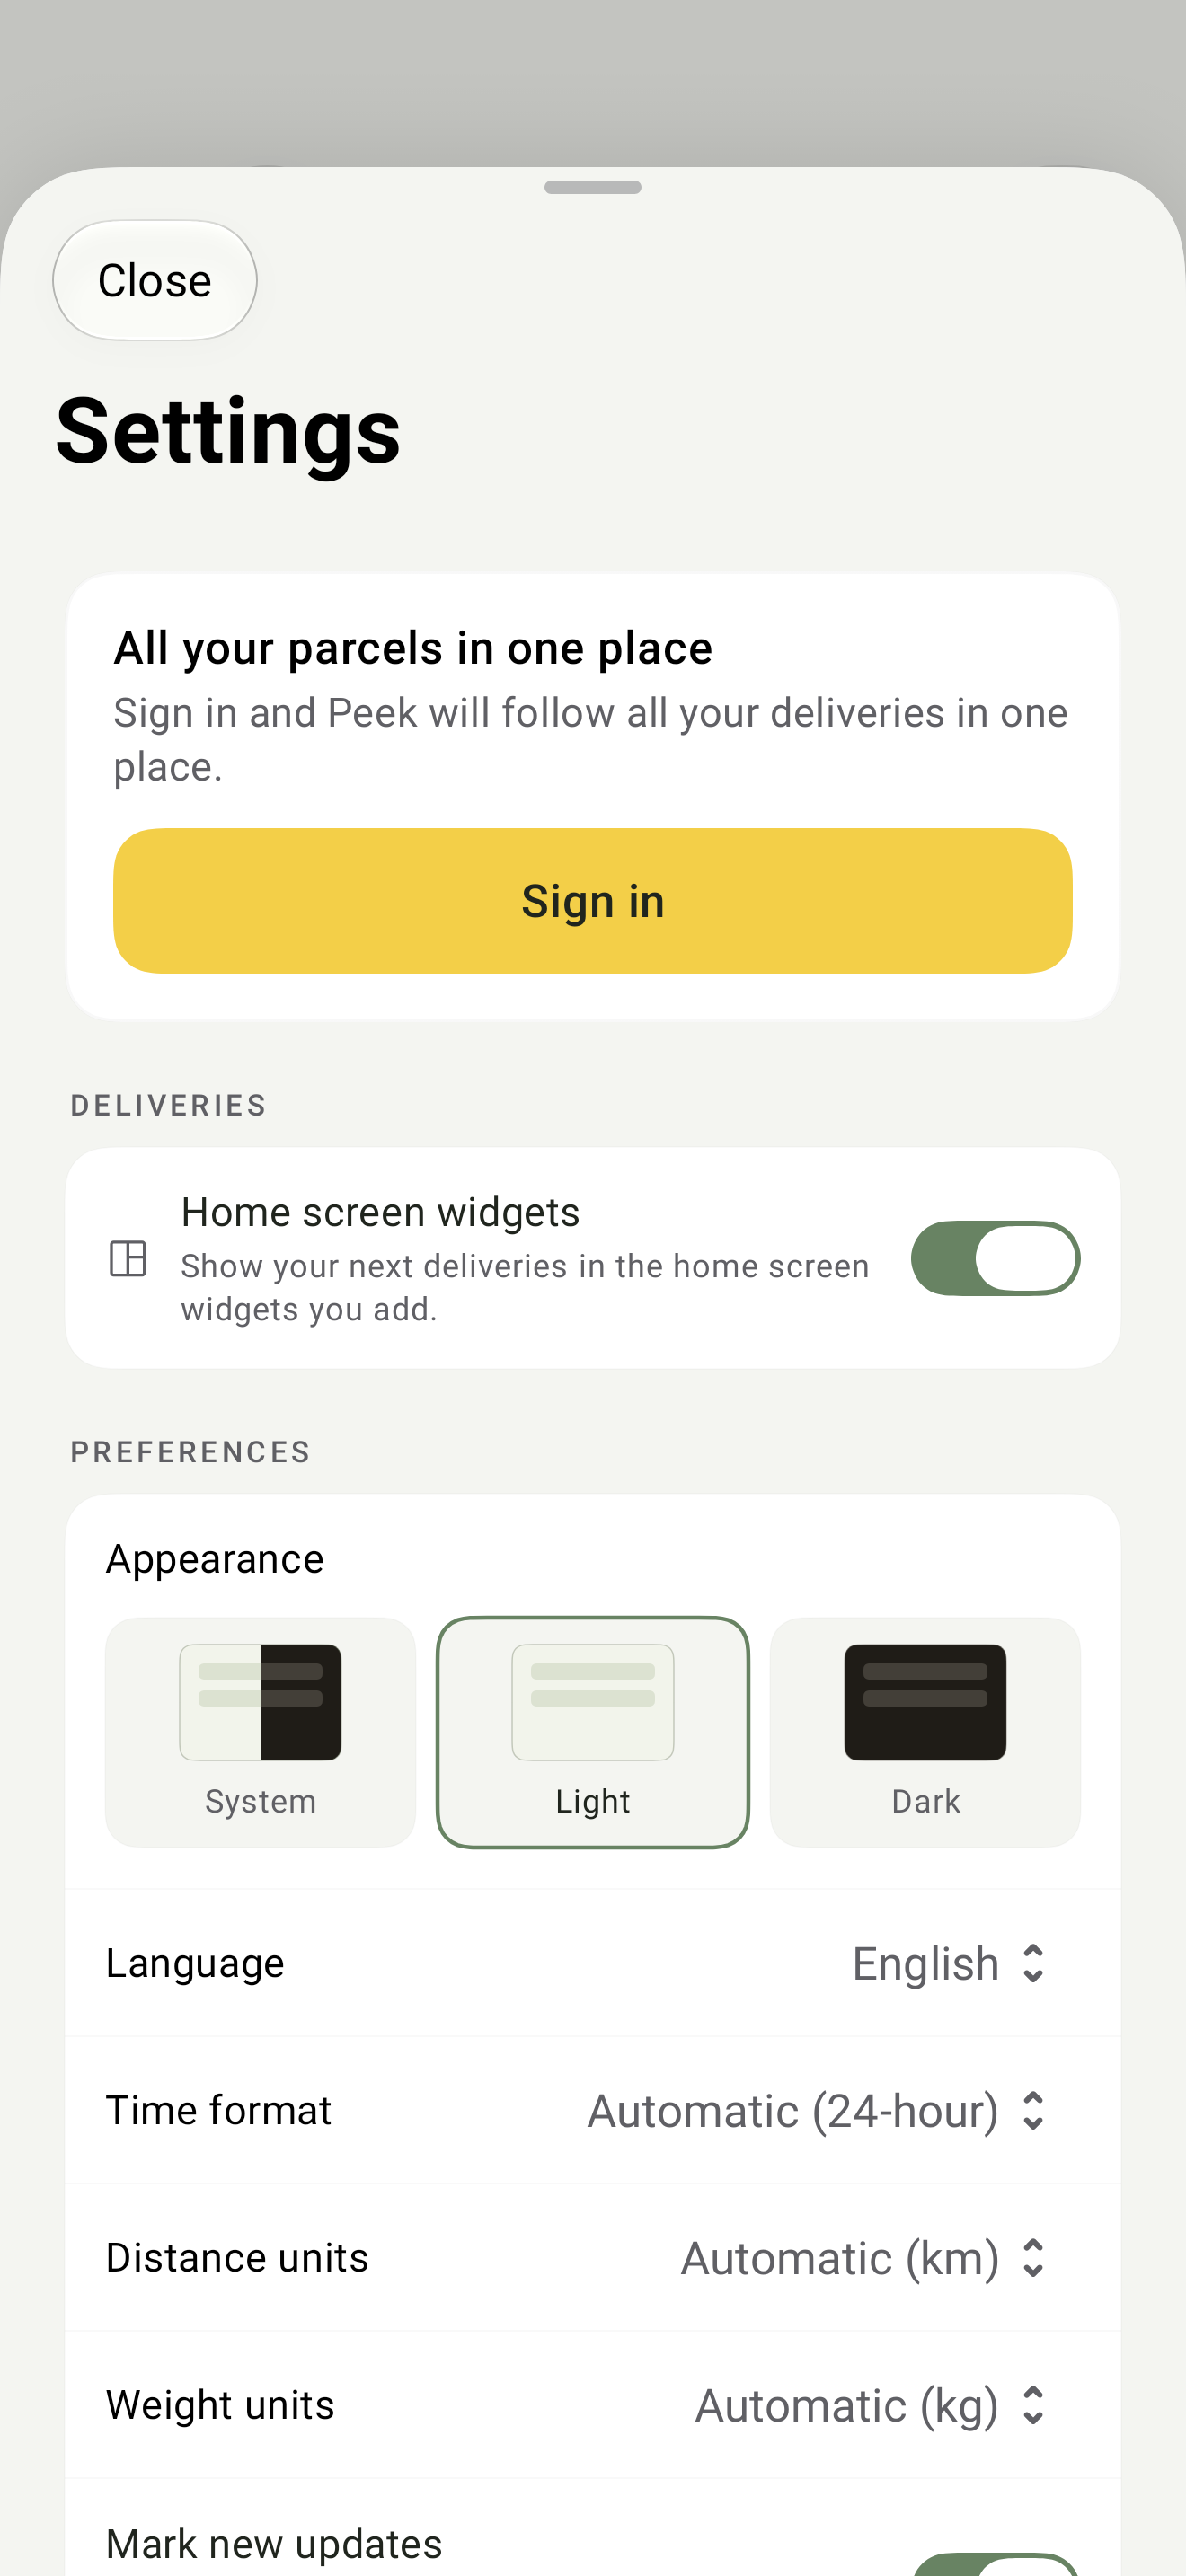 Close
Settings
All your parcels in one place
Sign in and Peek will follow all your deliveries in one
place.
Sign in
DELIVERIES
Home screen widgets
Show your next deliveries in the home screen
widgets you add.
PREFERENCES
Appearance
System
Light
Dark
Language
English
Time format
Automatic (24-hour)
Distance units
Automatic (km)
Weight units
Automatic (kg)
Mark new updates